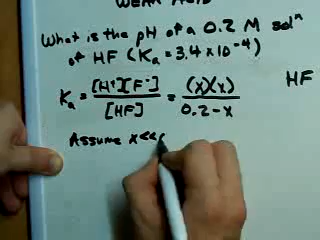 WEAK ACID
What is the pH of a 0.2 M solⁿ
of HF (Ka = 3.4 x 10⁻⁴)
HF
Ka = [H⁺][F⁻] / [HF] = (x)(x) / 0.2-x
Assume x<<